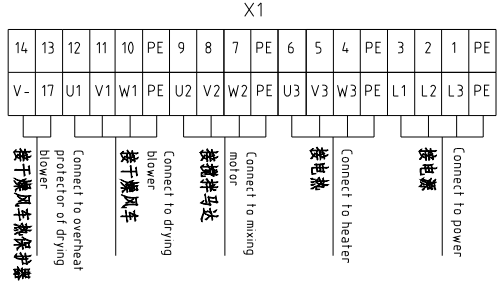 X1
14 13 12 11 10 PE 9 8 7 PE 6 5 4 PE 3 2 1 PE
V- 17 U1 V1 W1 PE U2 V2 W2 PE U3 V3 W3 PE L1 L2 L3 PE
接干燥风车热保护器
Connect to overheat
protector of drying
blower
接干燥风车
Connect to drying
blower
接搅拌马达
Connect to mixing
motor
接电热
Connect to heater
接电源
Connect to power